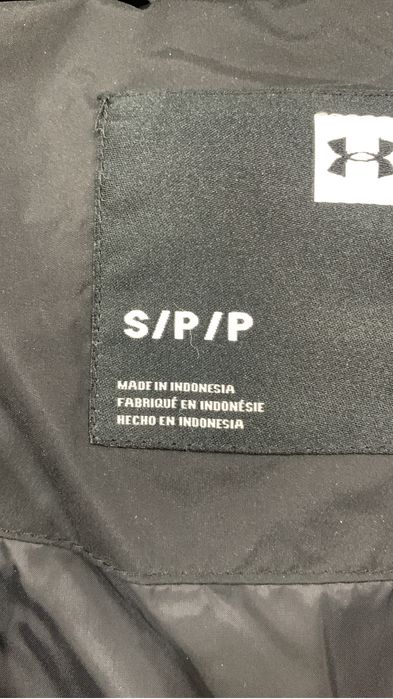 S/P/P
MADE IN INDONESIA
FABRIQUÉ EN INDONÉSIE
HECHO EN INDONESIA